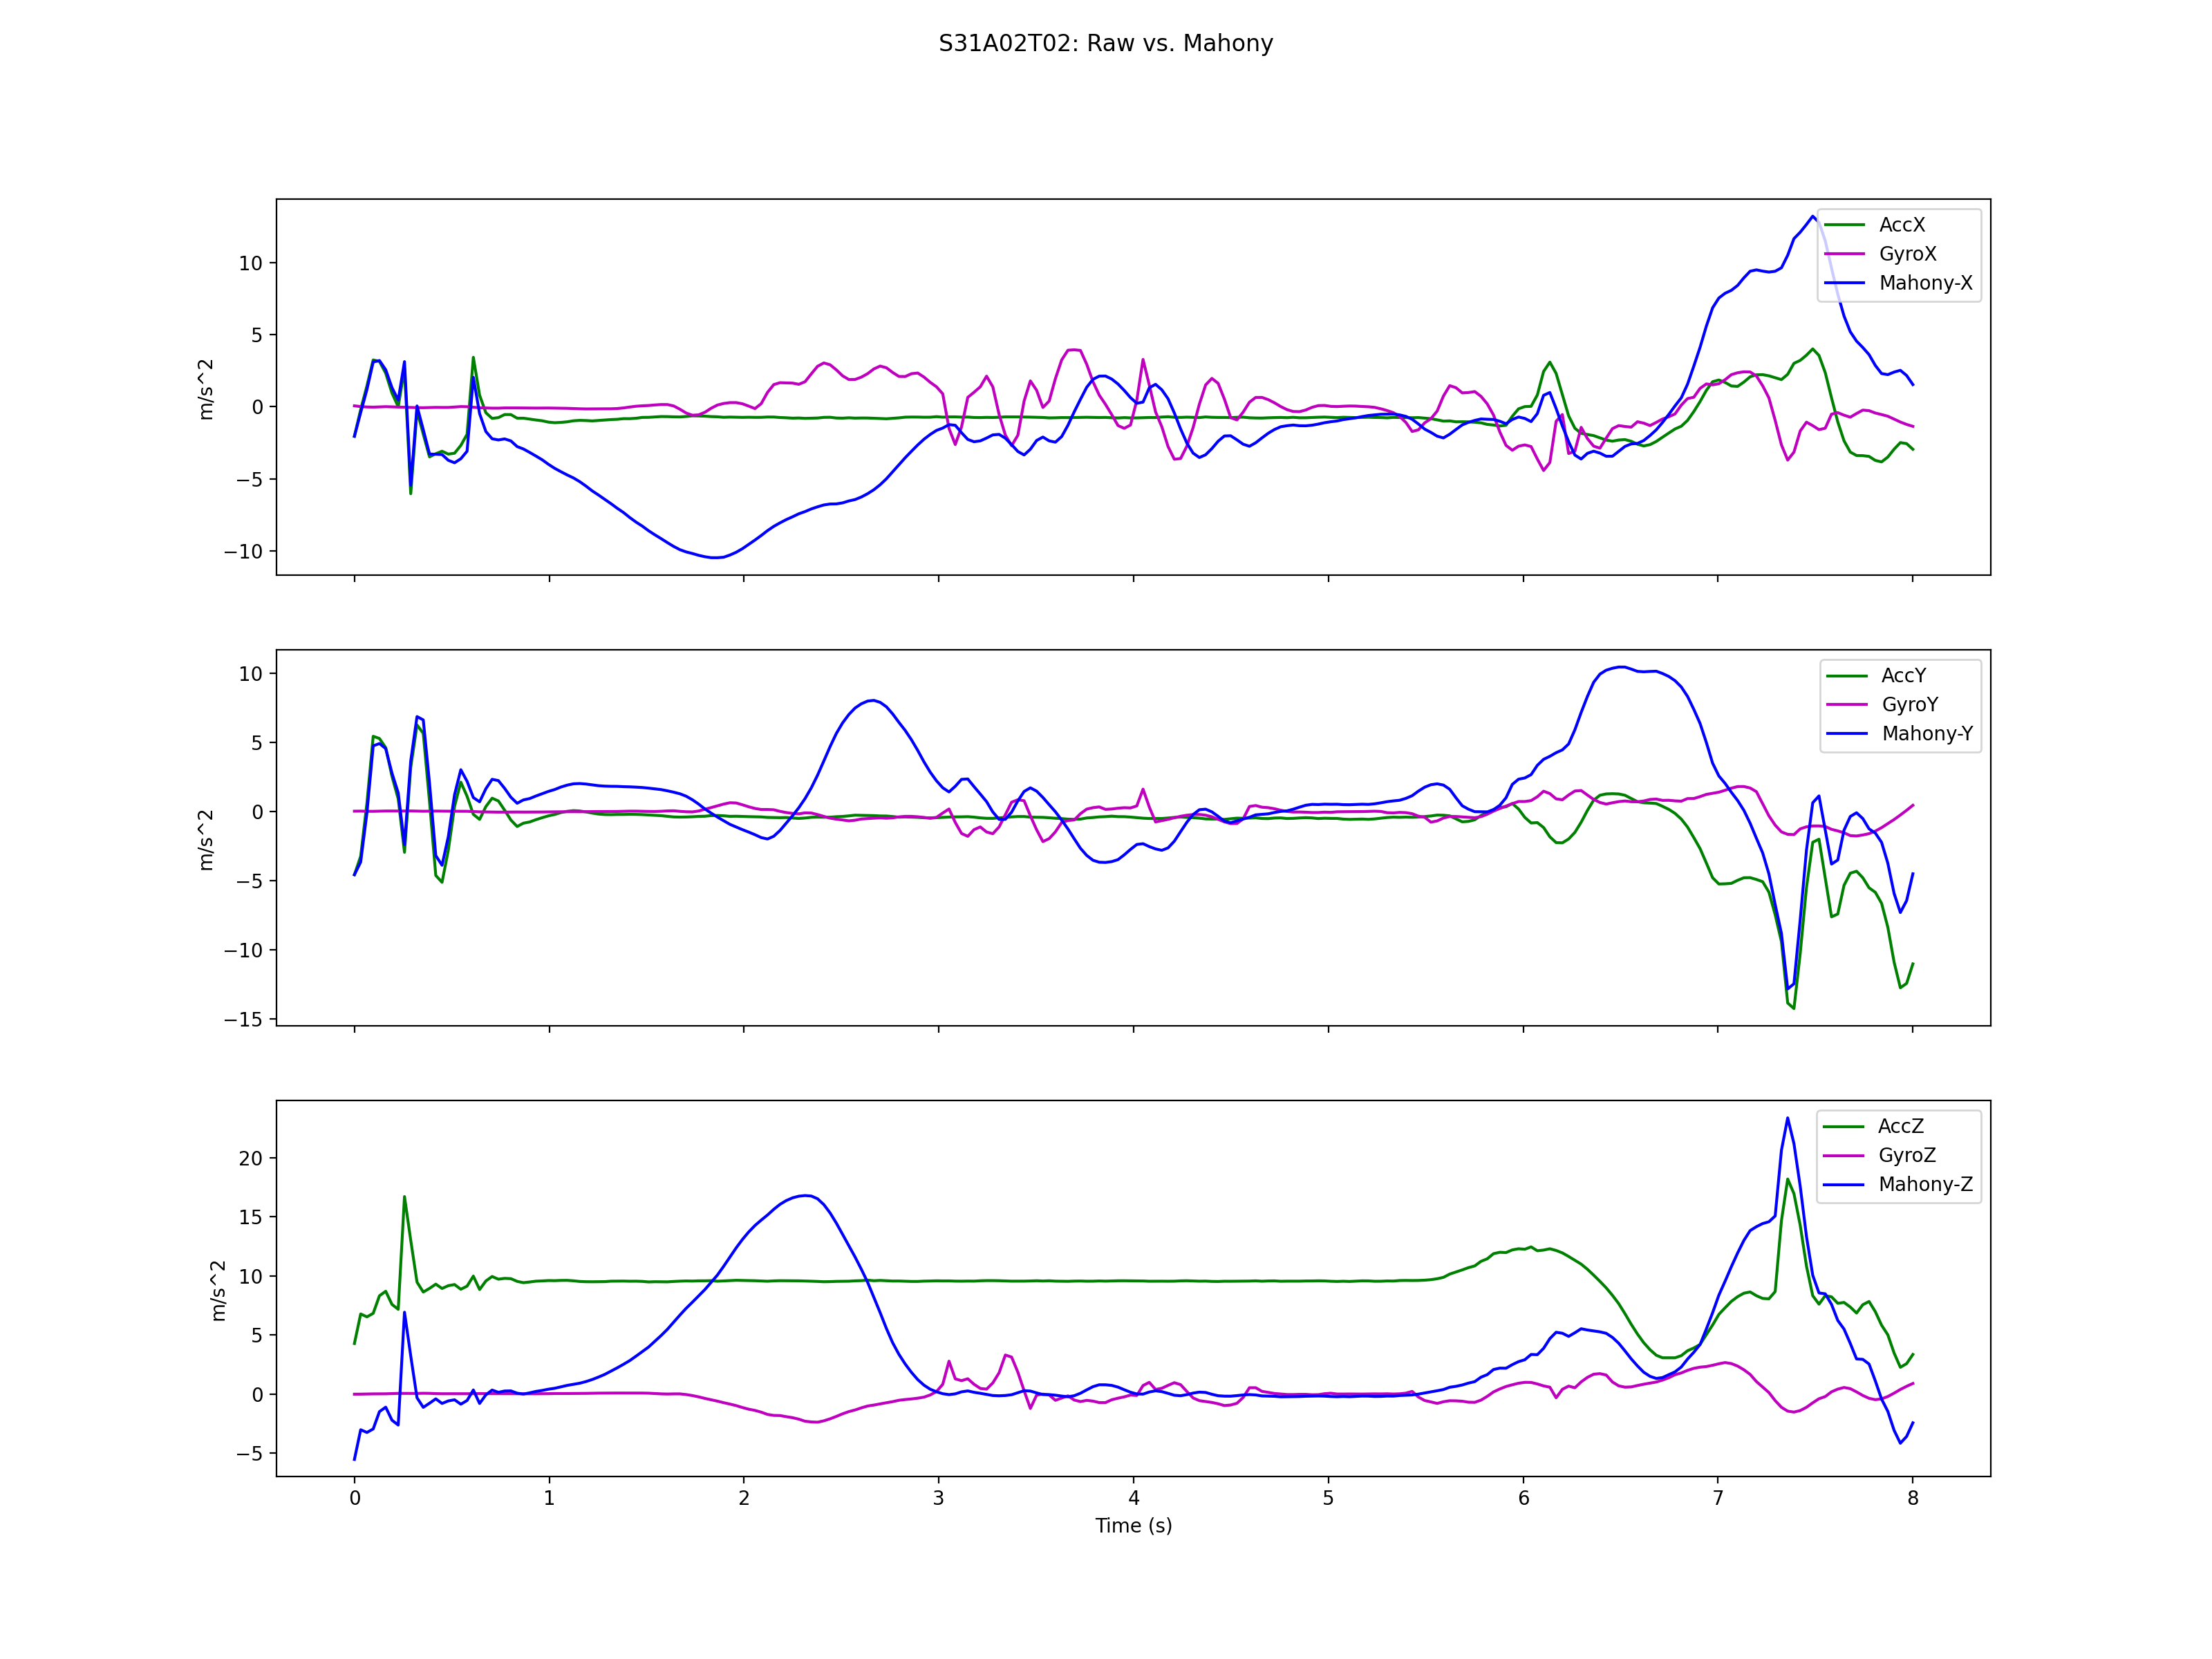 S31A02T02: Raw vs. Mahony
AccX
GyroX
Mahony-X
10
5
0
−5
−10
m/s^2
AccY
GyroY
Mahony-Y
10
5
0
−5
−10
−15
m/s^2
AccZ
GyroZ
Mahony-Z
20
15
10
5
0
−5
m/s^2
0 1 2 3 4 5 6 7 8
Time (s)